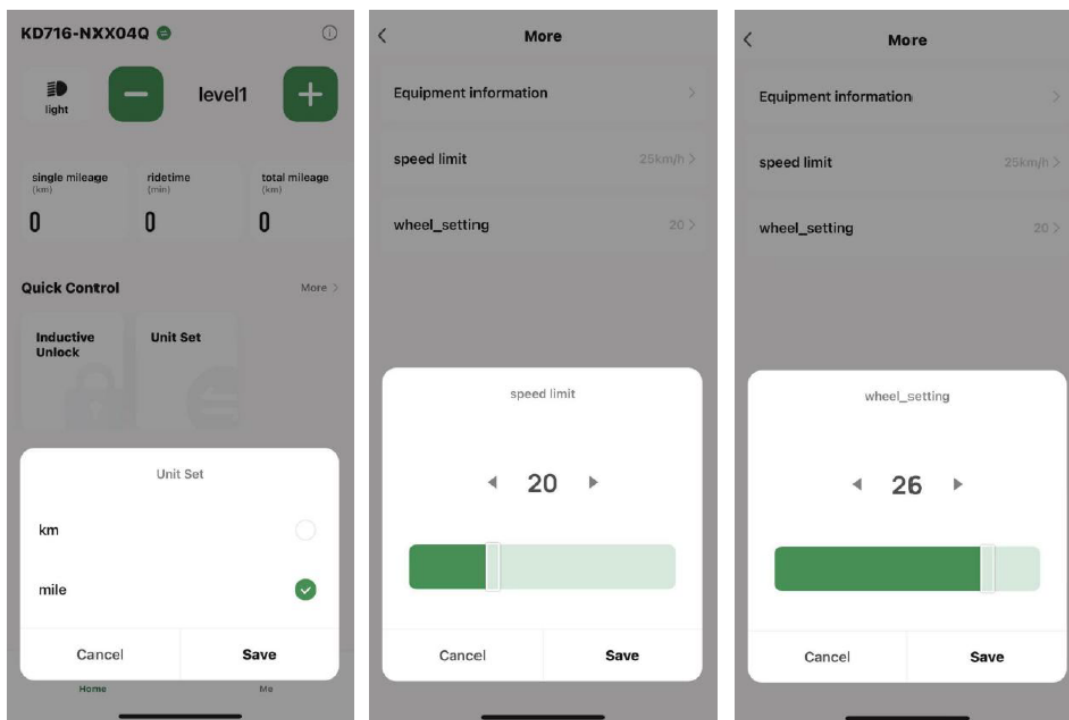 KD716-NXX04Q
light
level1
single mileage
(km)
0
ridetime
(min)
0
total mileage
(km)
0
Quick Control
More >
Inductive
Unlock
Unit Set
Unit Set
km
mile
Cancel
Save
Home
Me
More
Equipment information
speed limit
25km/h >
wheel_setting
20 >
speed limit
20
Cancel
Save
More
Equipment information
speed limit
25km/h >
wheel_setting
20 >
wheel_setting
26
Cancel
Save